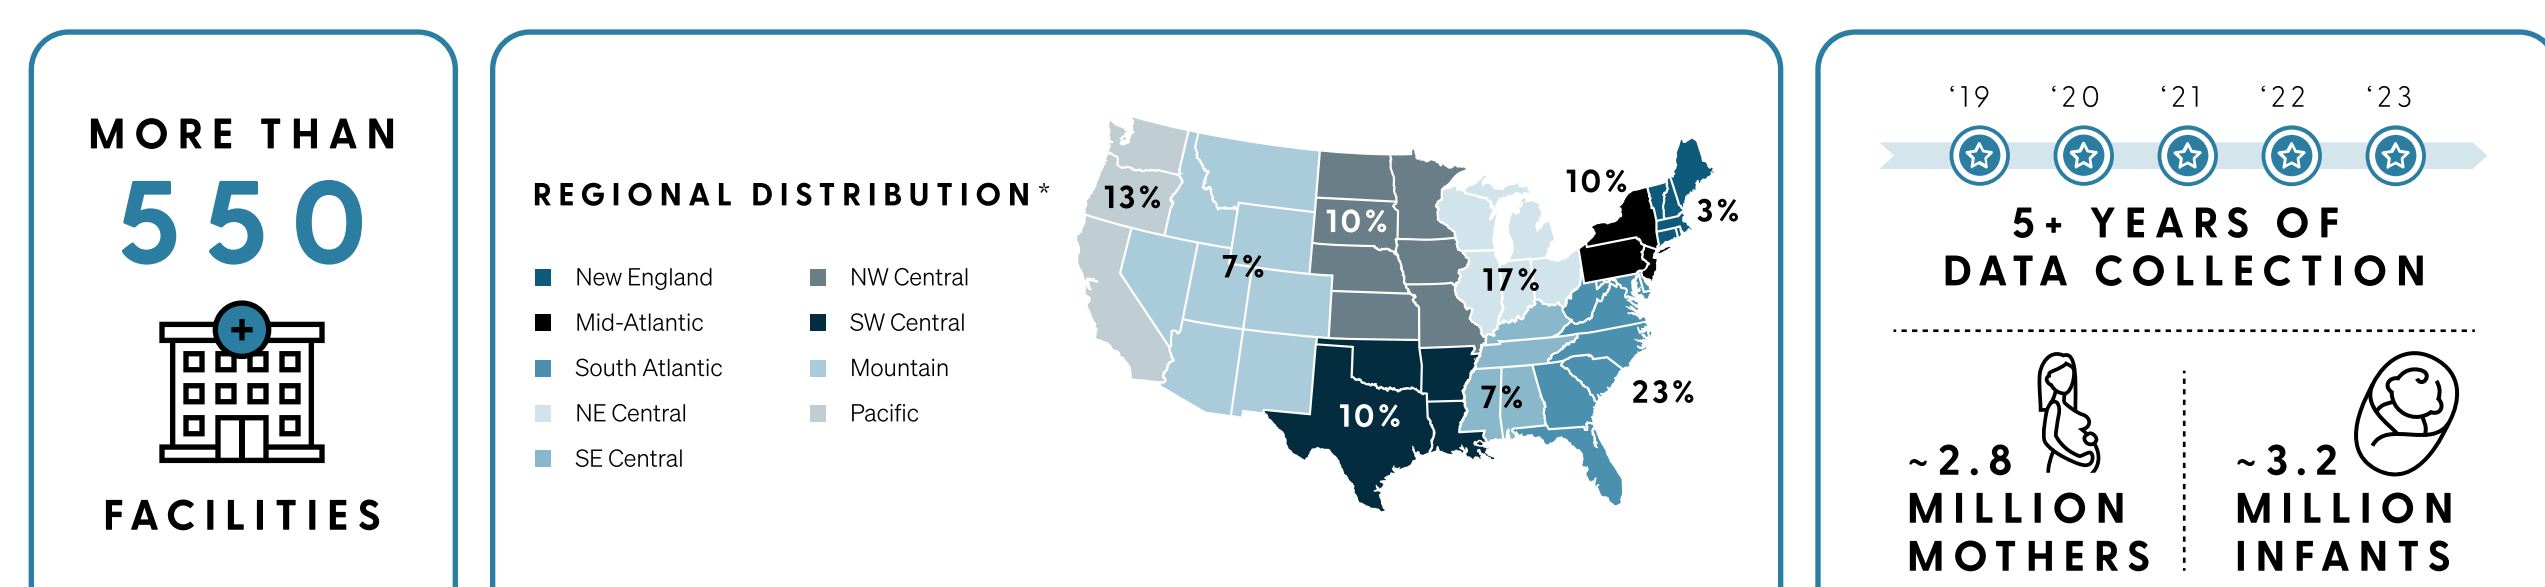 MORE THAN
550
FACILITIES
REGIONAL DISTRIBUTION*
New England
Mid-Atlantic
South Atlantic
NE Central
SE Central
NW Central
SW Central
Mountain
Pacific
13%
7%
10%
10%
17%
7%
10%
3%
23%
‘19 ‘20 ‘21 ‘22 ‘23
5+ YEARS OF
DATA COLLECTION
~2.8
MILLION
MOTHERS
~3.2
MILLION
INFANTS